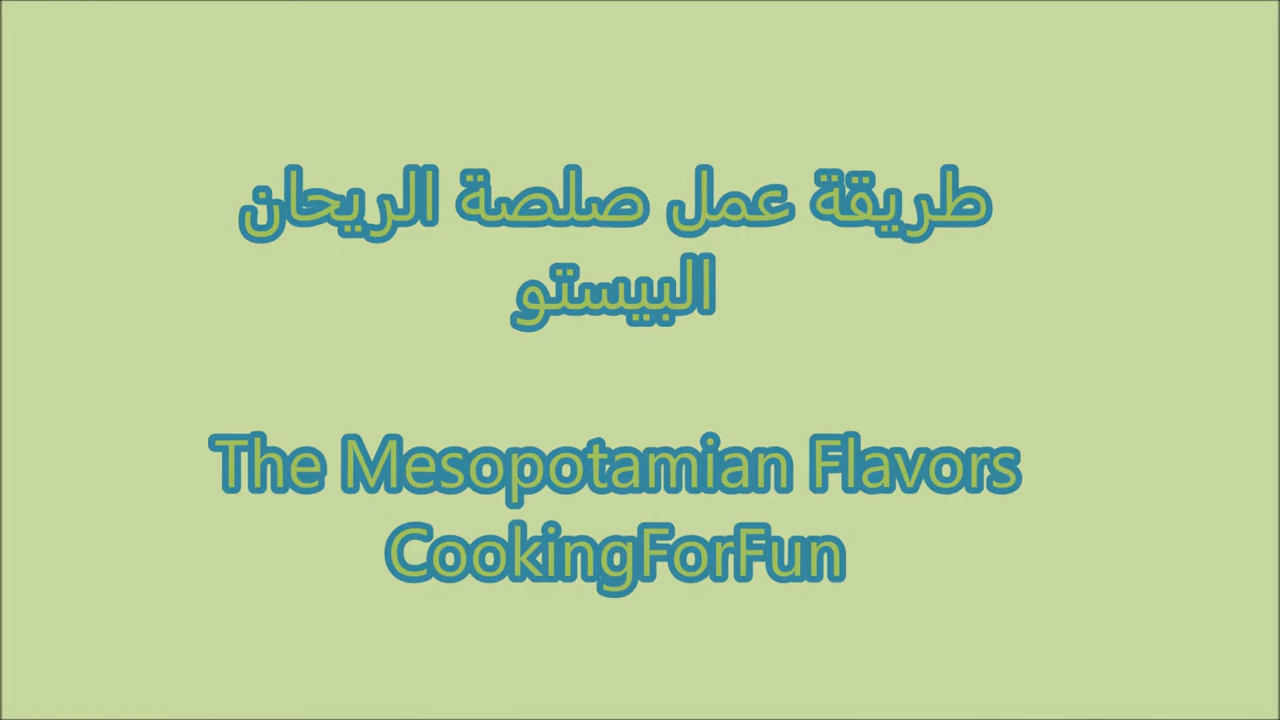 طريقة عمل صلصة الريحان
البيستو
The Mesopotamian Flavors
CookingForFun